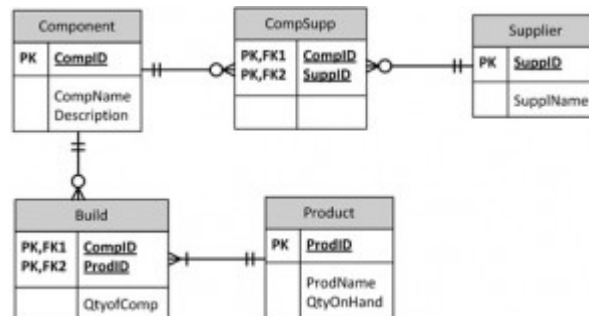 Component
PK CompID
CompName
Description
CompSupp
PK,FK1 CompID
PK,FK2 SuppID
Supplier
PK SuppID
SupplName
Build
PK,FK1 CompID
PK,FK2 ProdID
QtyofComp
Product
PK ProdID
ProdName
QtyOnHand